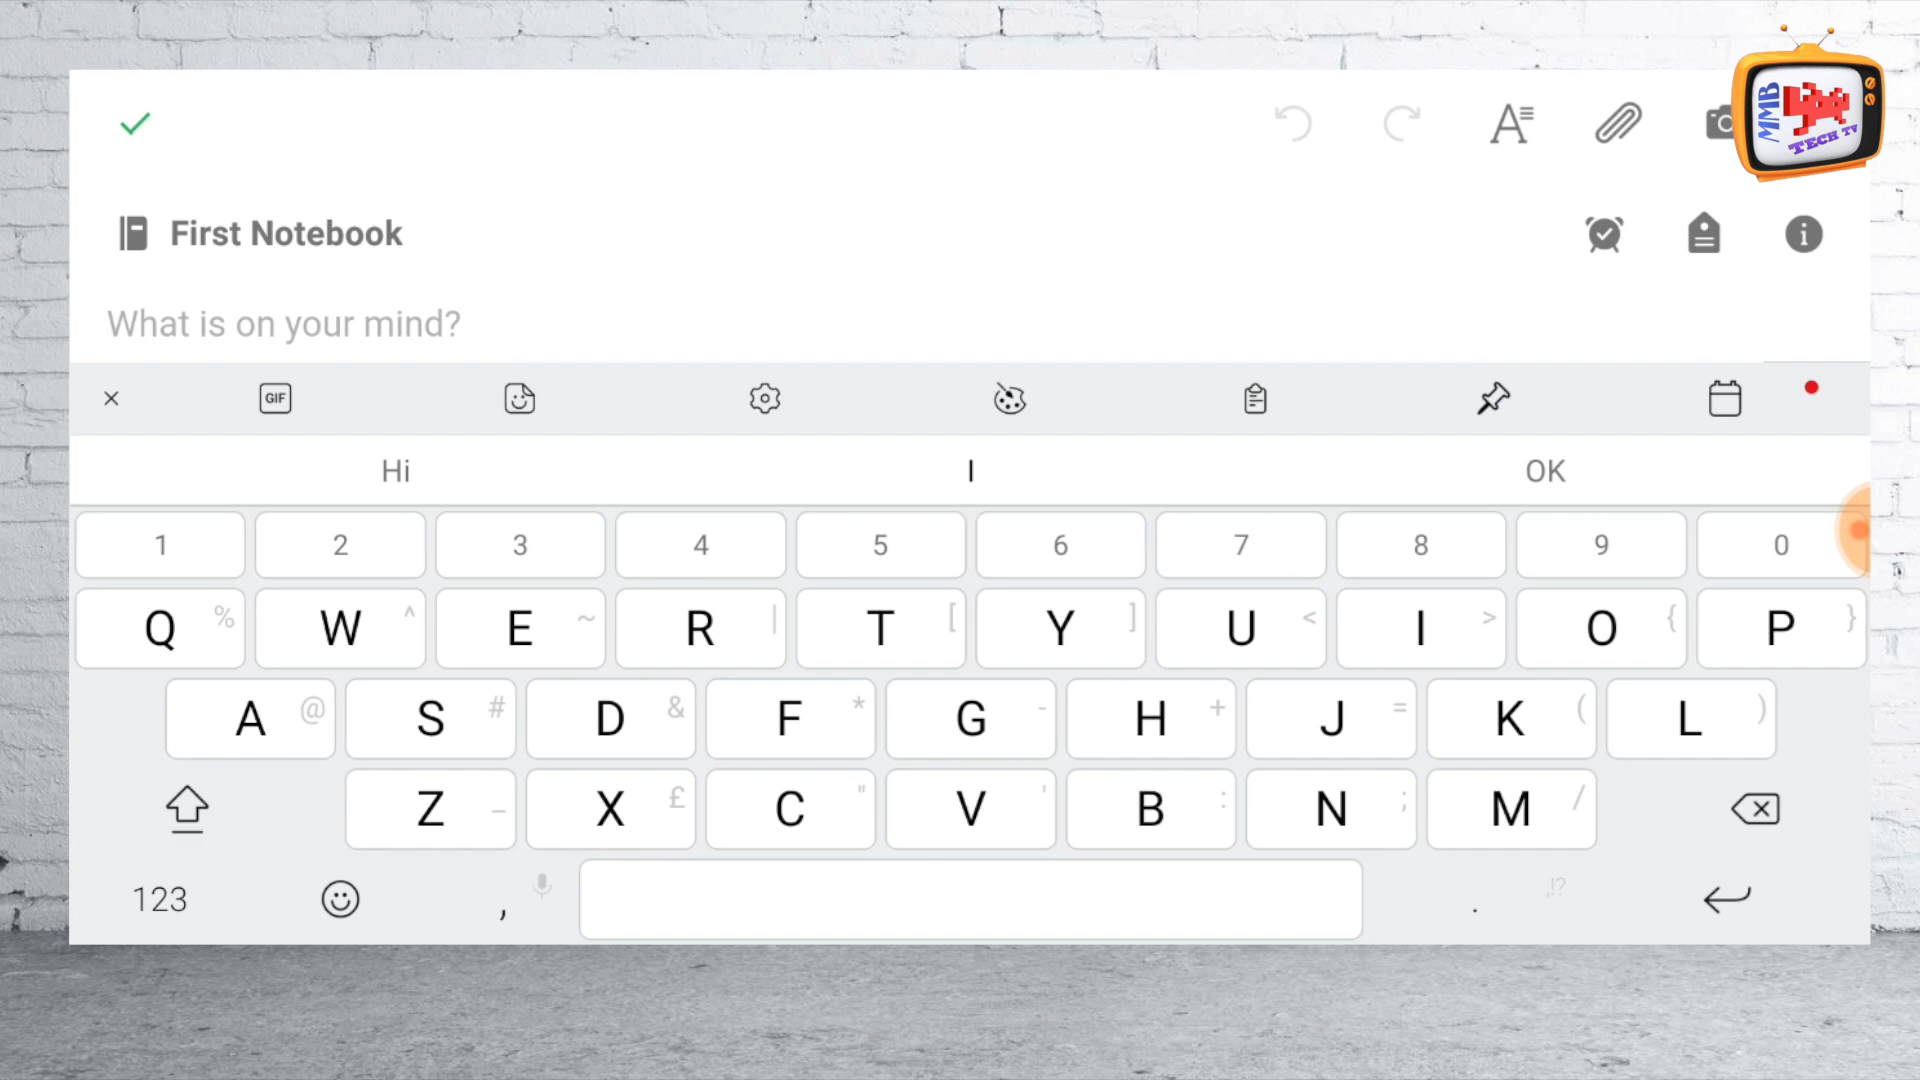 MMB
TECH TV
First Notebook
What is on your mind?
GIF
Hi I OK
1 2 3 4 5 6 7 8 9 0
Q % W ^ E ~ R | T [ Y ] U < I > O { P }
A @ S # D & F * G - H + J = K ( L )
Z _ X £ C " V ' B : N ; M /
123 , . ,!?